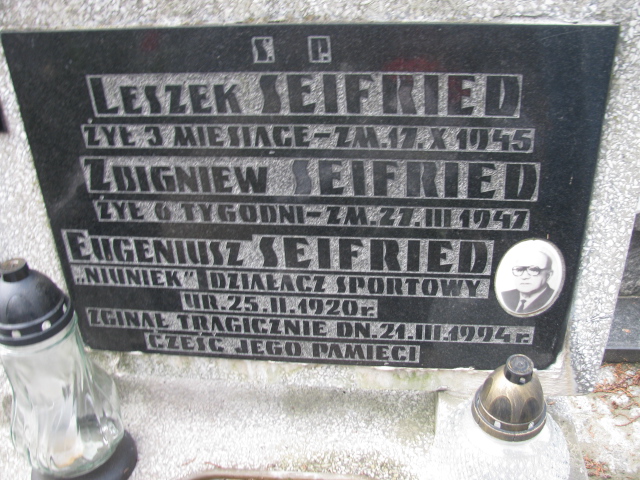 Ś. P.
LESZEK SEIFRIED
ŻYŁ 3 MIESIĄCE – ZM. 17. X 1945
ZBIGNIEW SEIFRIED
ŻYŁ 6 TYGODNI – ZM. 27. III 1947
EUGENIUSZ SEIFRIED
„NIUNIEK" DZIAŁACZ SPORTOWY
UR. 25. II. 1920 r.
ZGINĄŁ TRAGICZNIE DN. 21. III. 1994 r.
CZEŚĆ JEGO PAMIĘCI